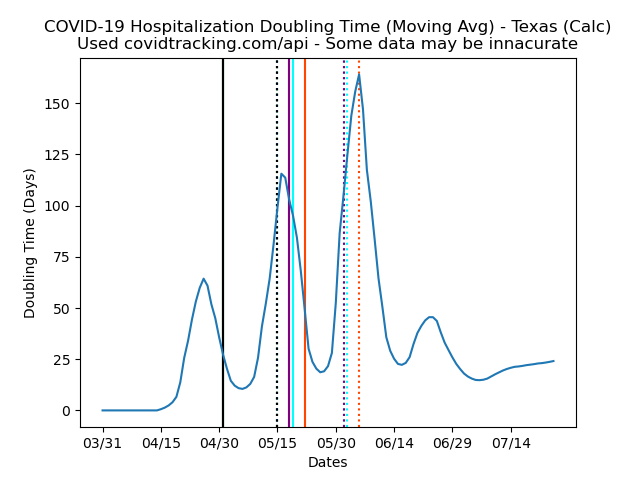 COVID-19 Hospitalization Doubling Time (Moving Avg) - Texas (Calc)
Used covidtracking.com/api - Some data may be innacurate
150
125
100
75
50
25
0
Doubling Time (Days)
03/31 04/15 04/30 05/15 05/30 06/14 06/29 07/14
Dates